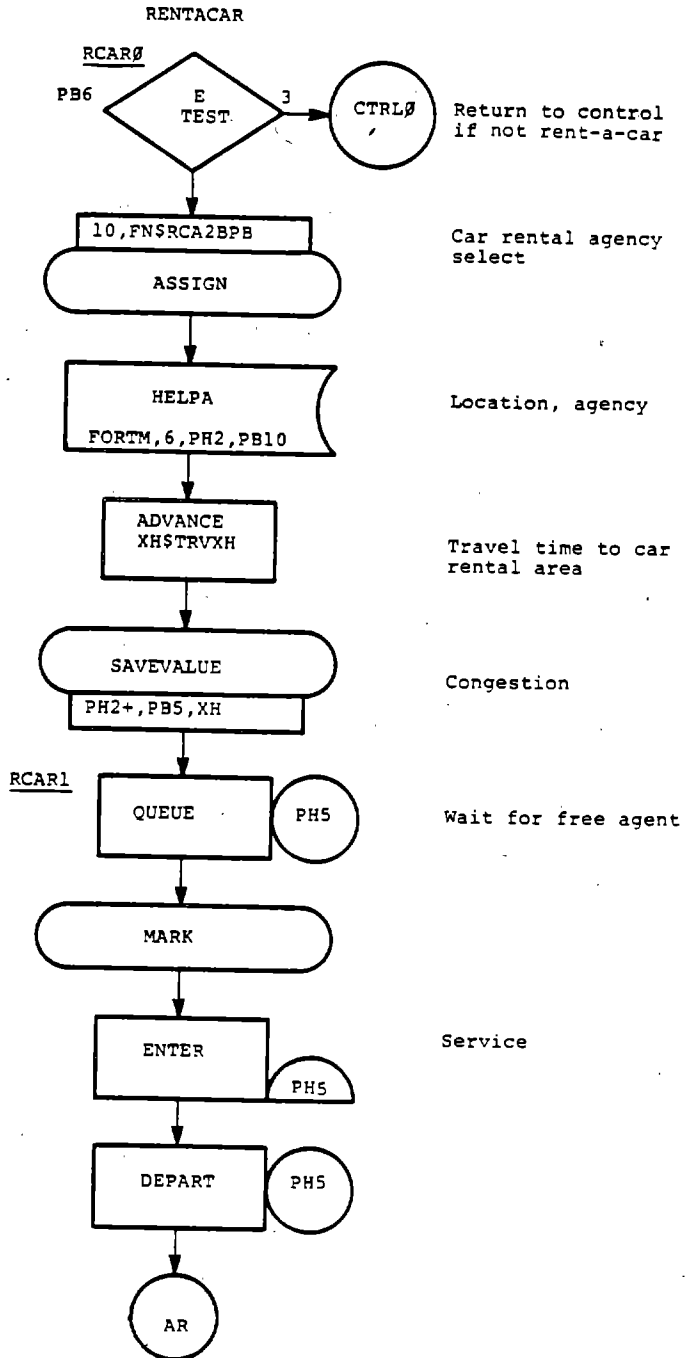 RENTACAR
RCARØ
PB6
E
TEST
3
CTRLØ
Return to control
if not rent-a-car
10,FN$RCA2BPB
ASSIGN
Car rental agency
select
HELPA
FORTM,6,PH2,PB10
Location, agency
ADVANCE
XH$TRVXH
Travel time to car
rental area
SAVEVALUE
PH2+,PB5,XH
Congestion
RCAR1
QUEUE
PH5
Wait for free agent
MARK
ENTER
PH5
Service
DEPART
PH5
AR